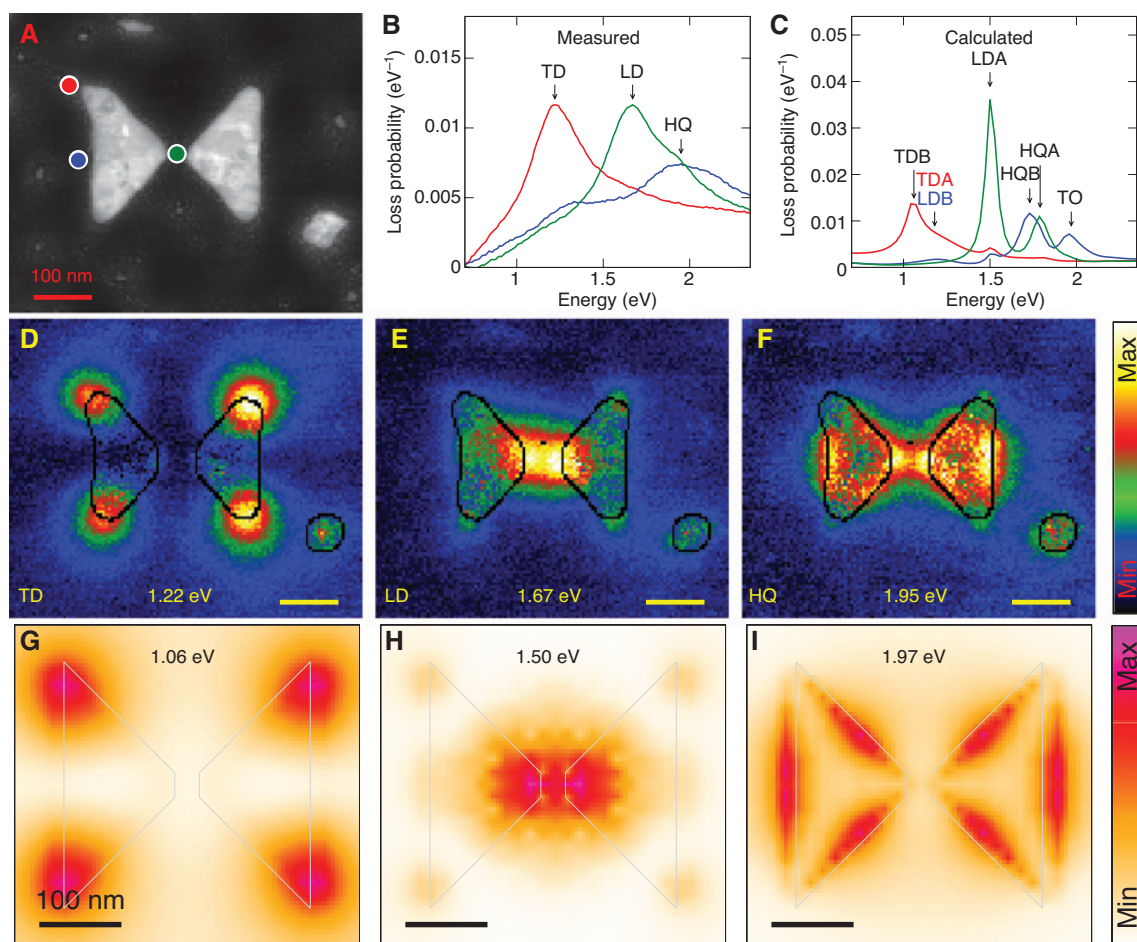 A
100 nm
B
Measured
TD
LD
HQ
Loss probability (eV⁻¹)
0.015
0.01
0.005
0
1
1.5
2
Energy (eV)
C
Calculated
LDA
TDB
TDA
LDB
HQB
HQA
TO
Loss probability (eV⁻¹)
0.05
0.04
0.03
0.02
0.01
0
1
1.5
2
Energy (eV)
D
TD 1.22 eV
E
LD 1.67 eV
F
HQ 1.95 eV
Max
Min
G
1.06 eV
100 nm
H
1.50 eV
I
1.97 eV
Max
Min